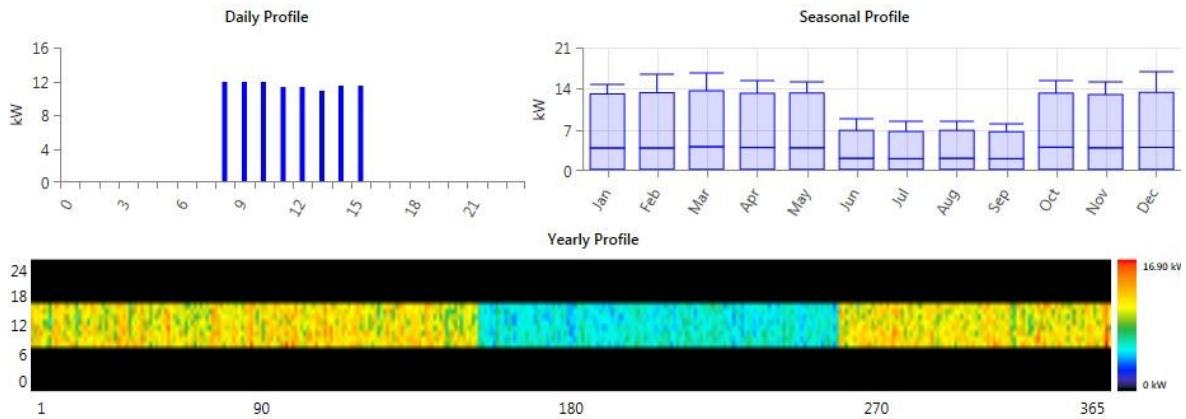 Daily Profile
16
12
8
4
0
kW
0 3 6 9 12 15 18 21
Seasonal Profile
21
14
7
0
kW
Jan Feb Mar Apr May Jun Jul Aug Sep Oct Nov Dec
Yearly Profile
24
18
12
6
0
1 90 180 270 365
16.90 kW
0 kW